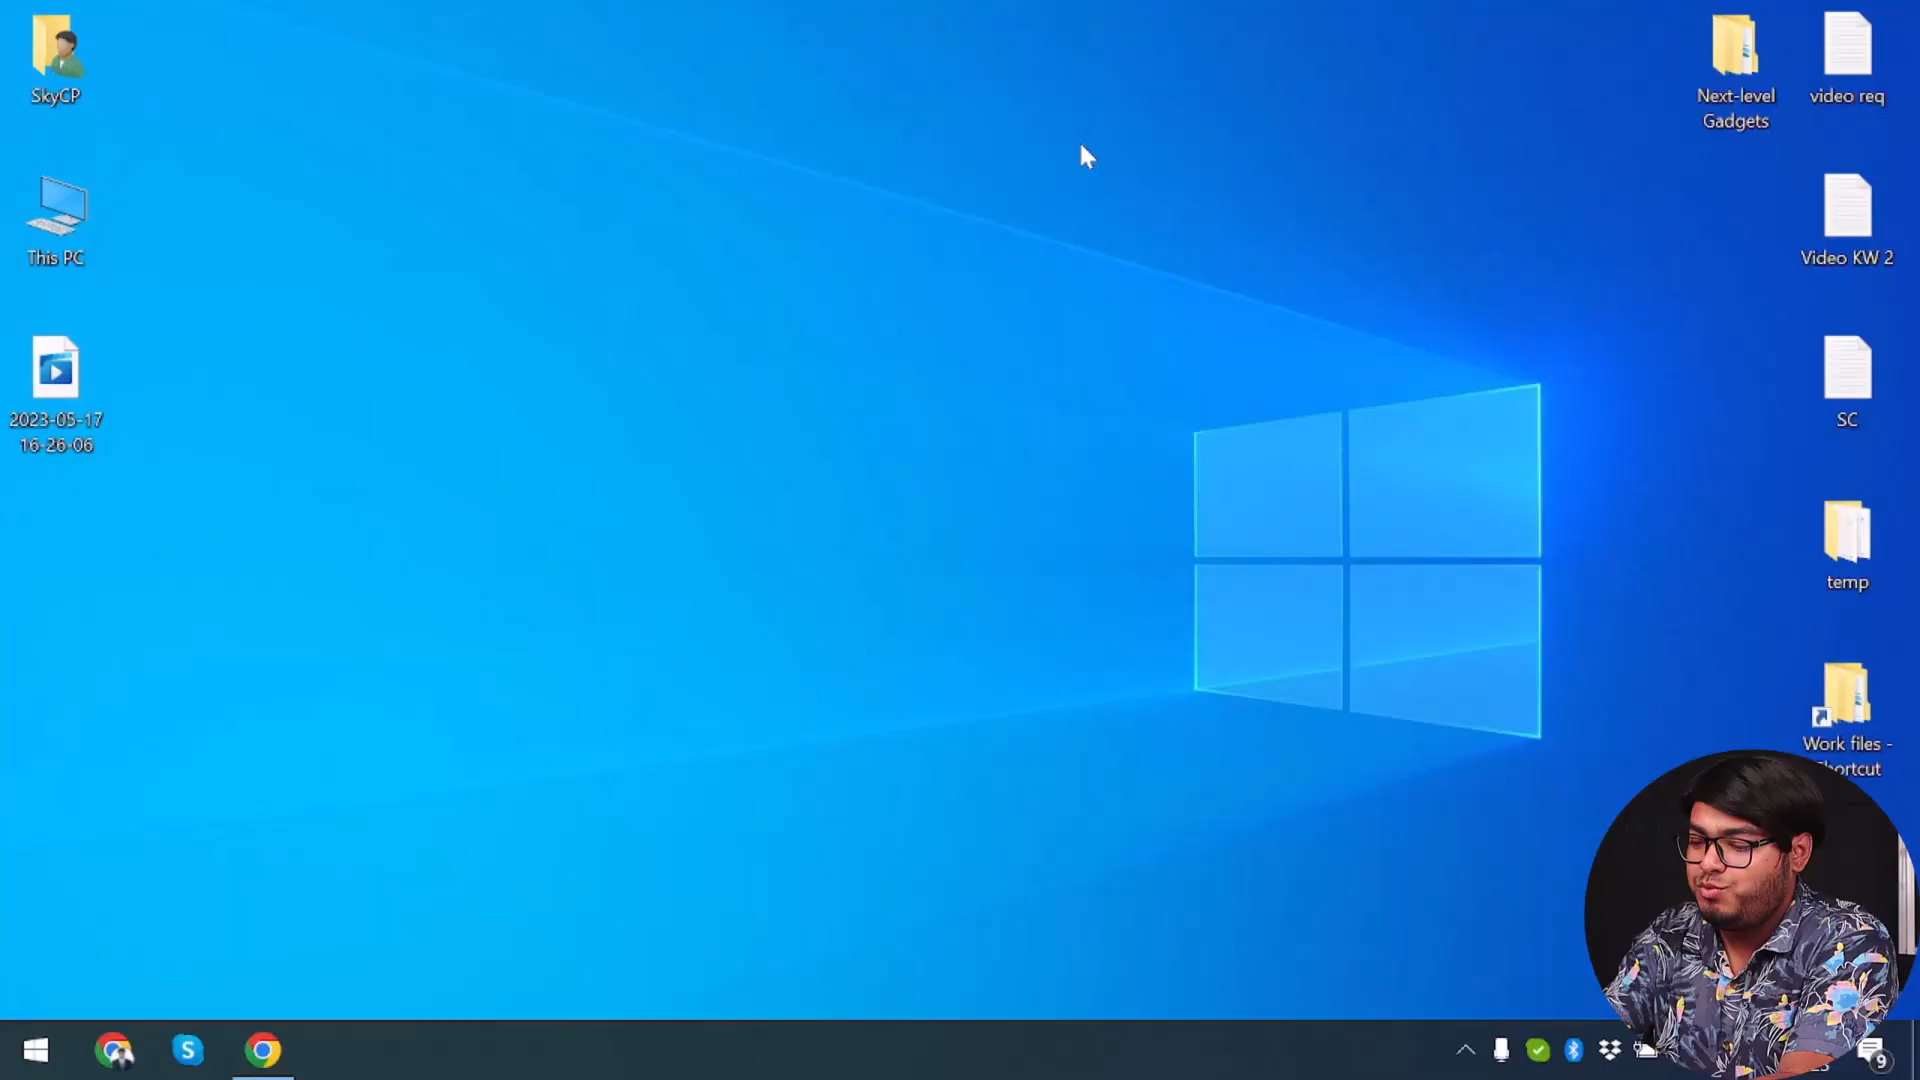 SkyCP
This PC
2023-05-17
16-26-06
Next-level
Gadgets
video req
Video KW 2
SC
temp
Work files -
S
9